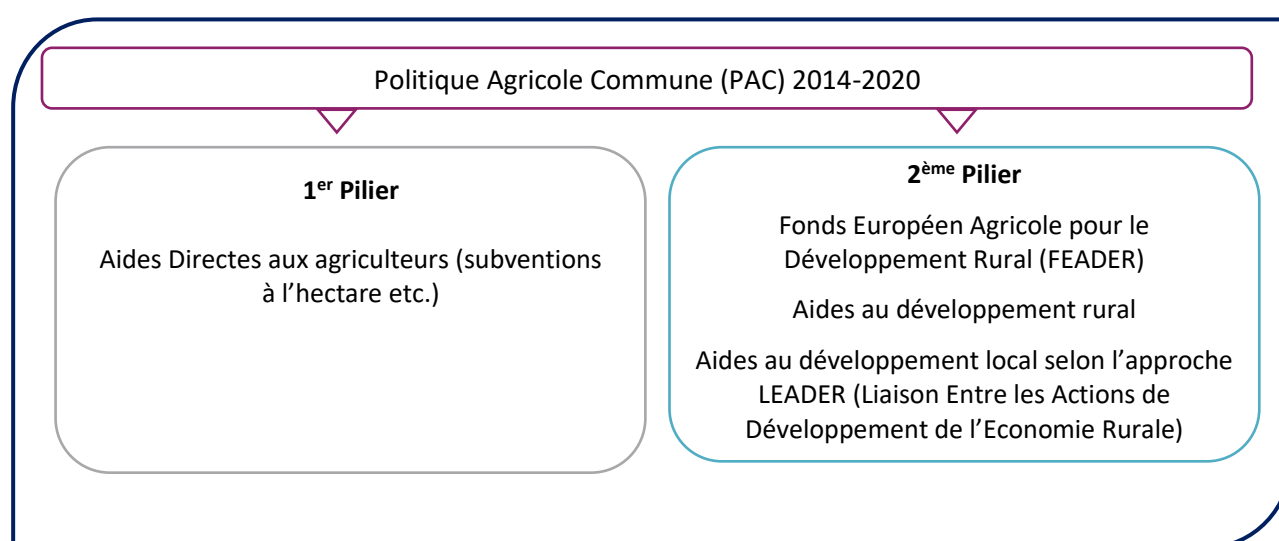 Politique Agricole Commune (PAC) 2014-2020
1er Pilier
Aides Directes aux agriculteurs (subventions
à l’hectare etc.)
2ème Pilier
Fonds Européen Agricole pour le
Développement Rural (FEADER)
Aides au développement rural
Aides au développement local selon l’approche
LEADER (Liaison Entre les Actions de
Développement de l’Economie Rurale)